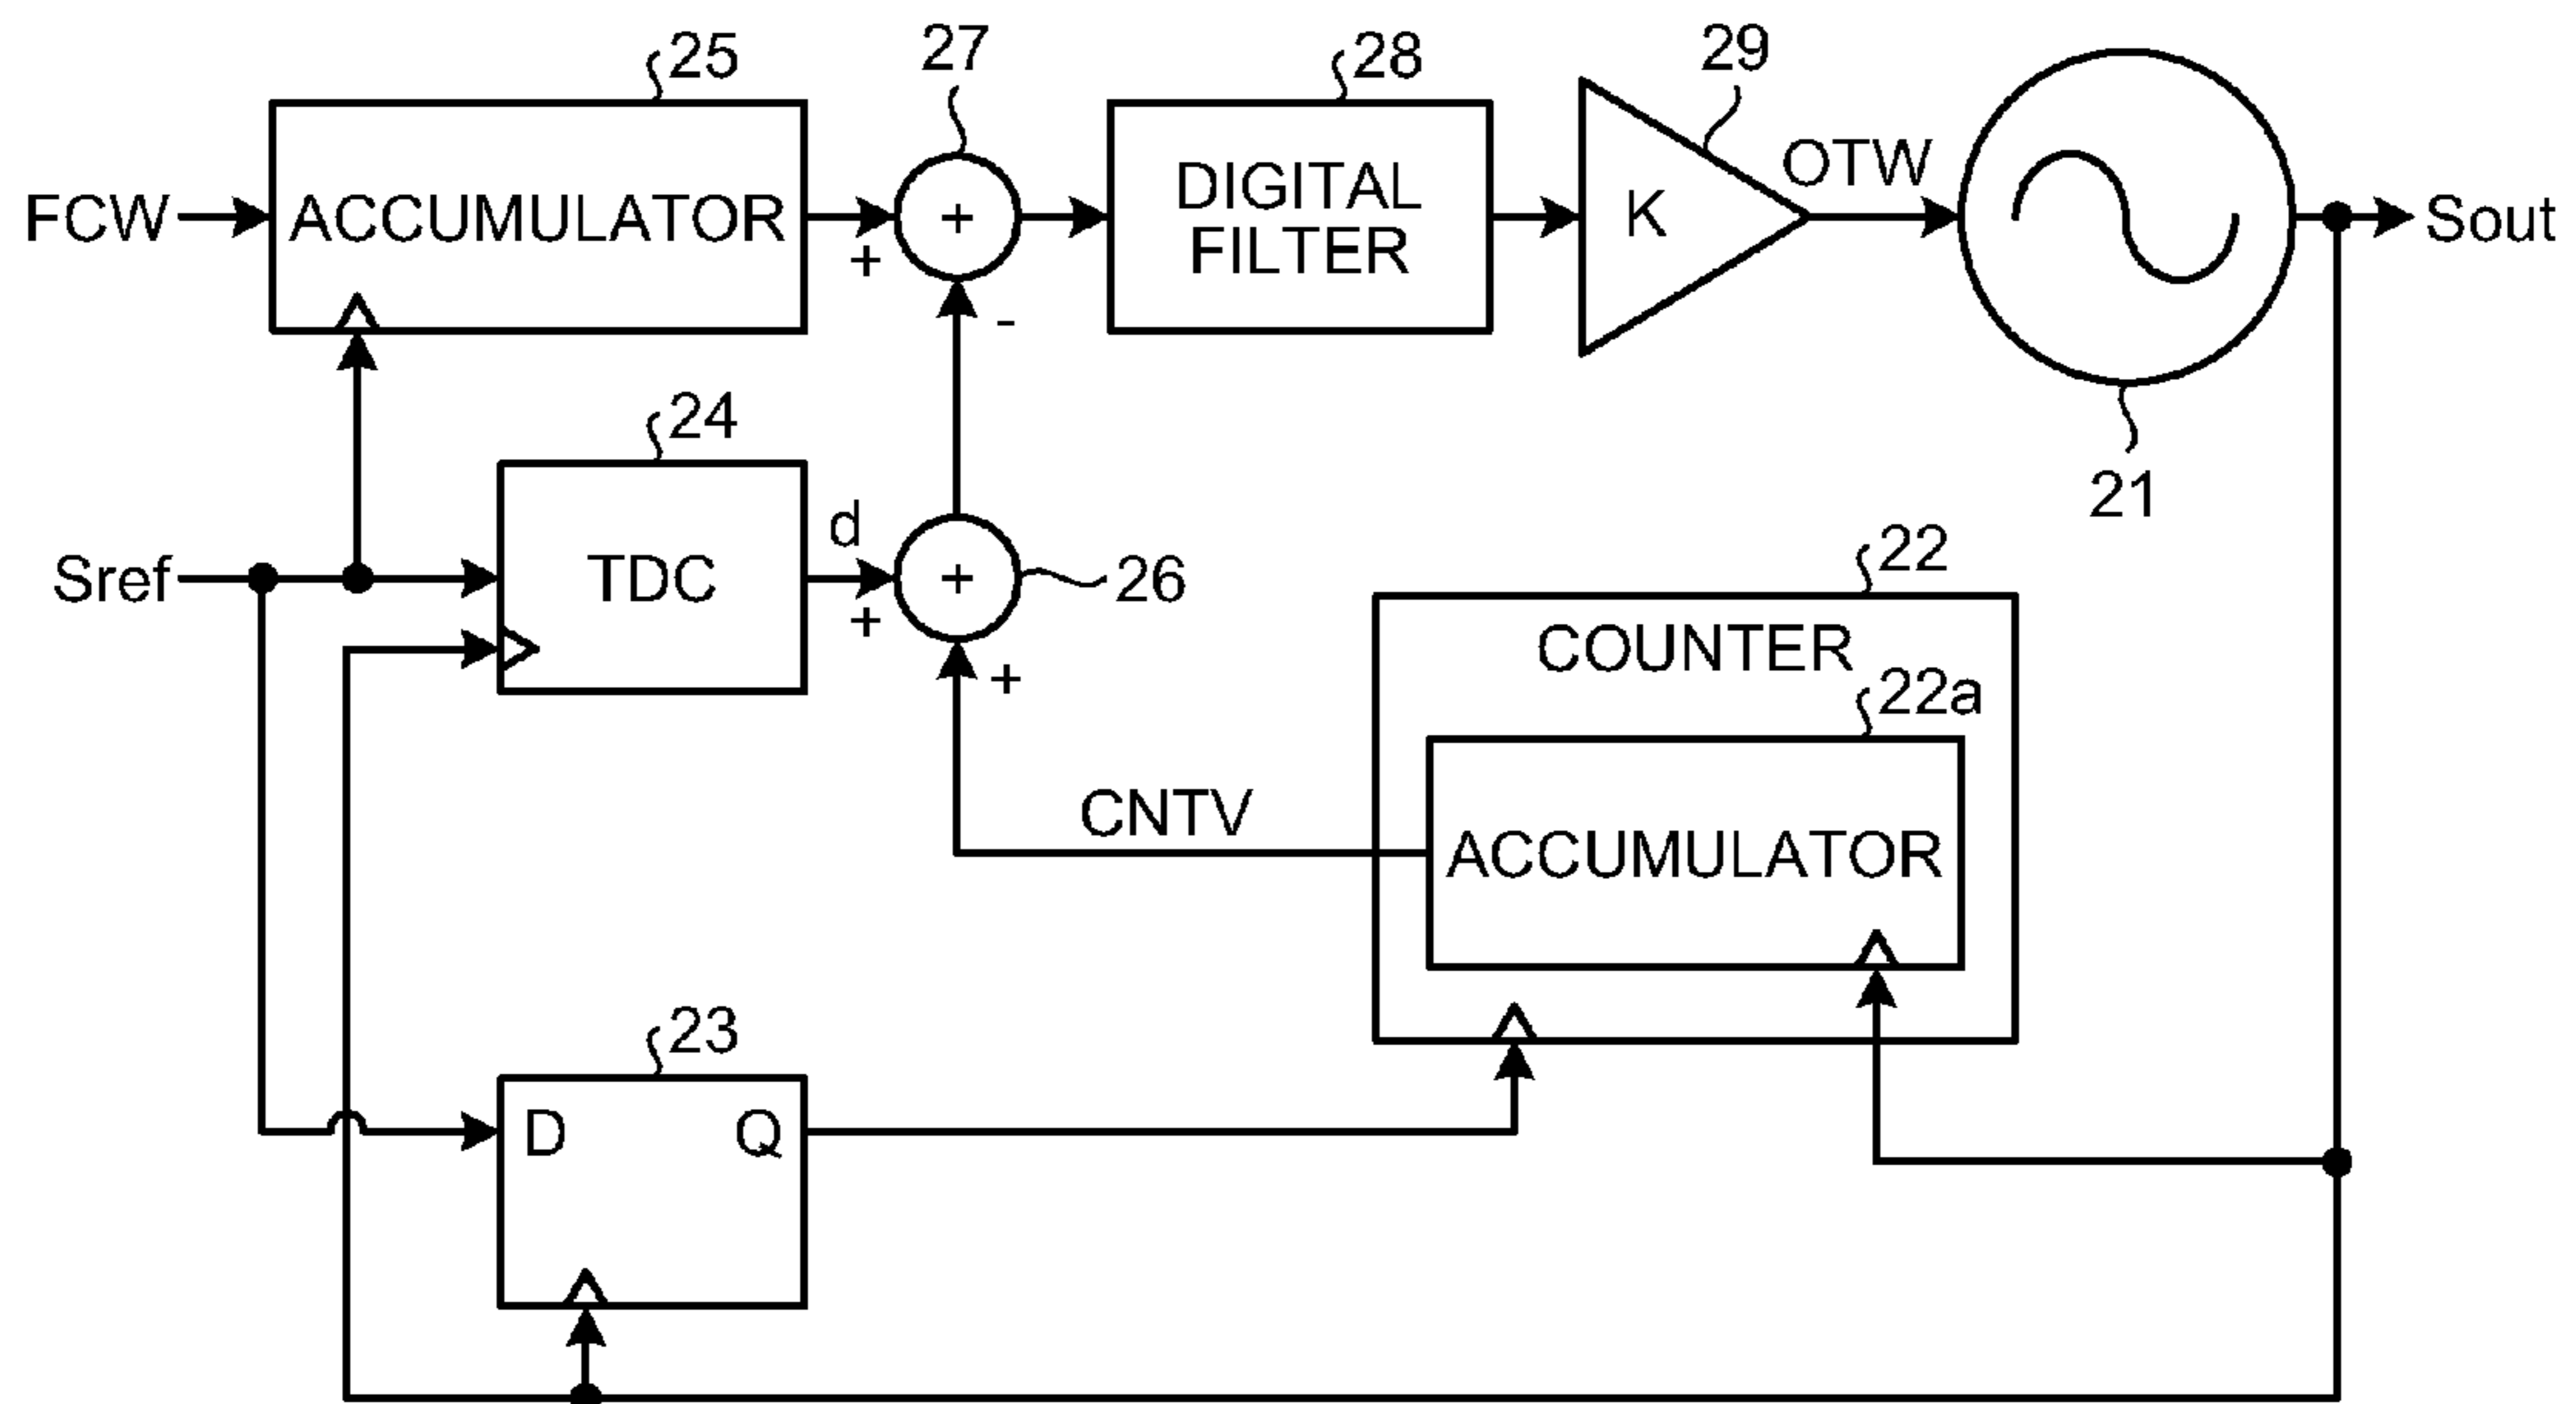 25
27
28
29
FCW
ACCUMULATOR
+
+
-
DIGITAL
FILTER
K
OTW
Sout
21
24
Sref
TDC
d
+
+
26
+
22
COUNTER
22a
CNTV
ACCUMULATOR
23
D
Q